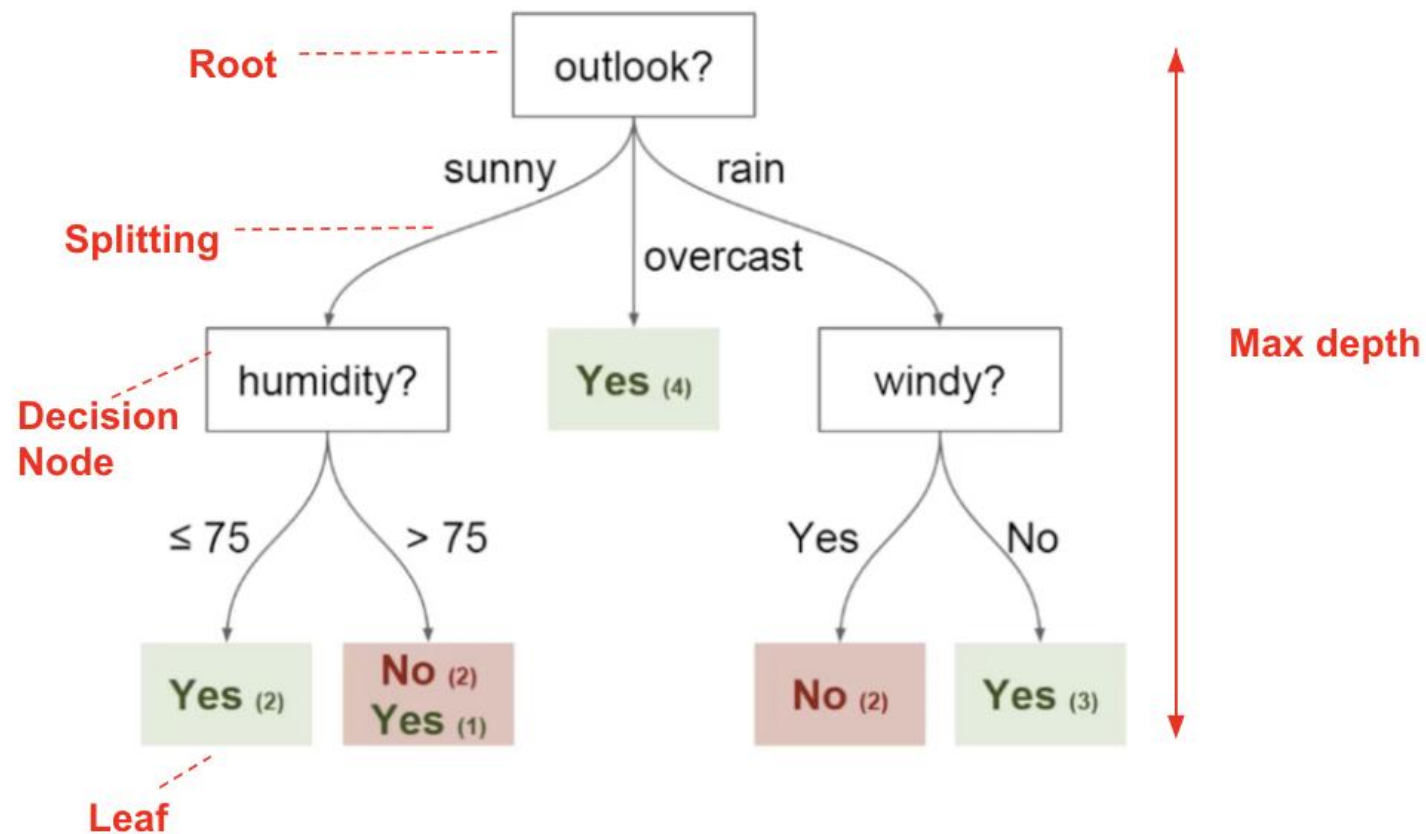 Root
outlook?
sunny
rain
Splitting
overcast
Max depth
humidity?
Yes (4)
windy?
Decision
Node
≤ 75
> 75
Yes
No
Yes (2)
No (2)
Yes (1)
No (2)
Yes (3)
Leaf